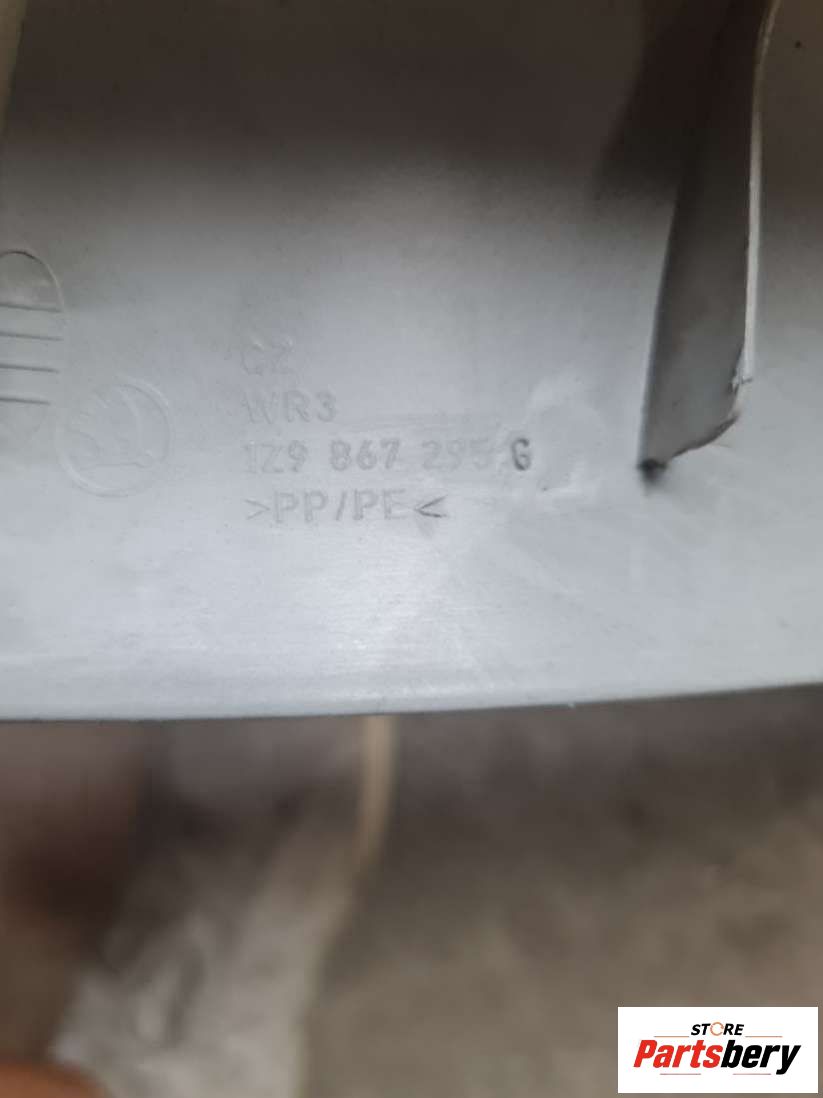 CZ
WR3
1Z9 867 295 G
>PP/PE<
STORE
Partsbery